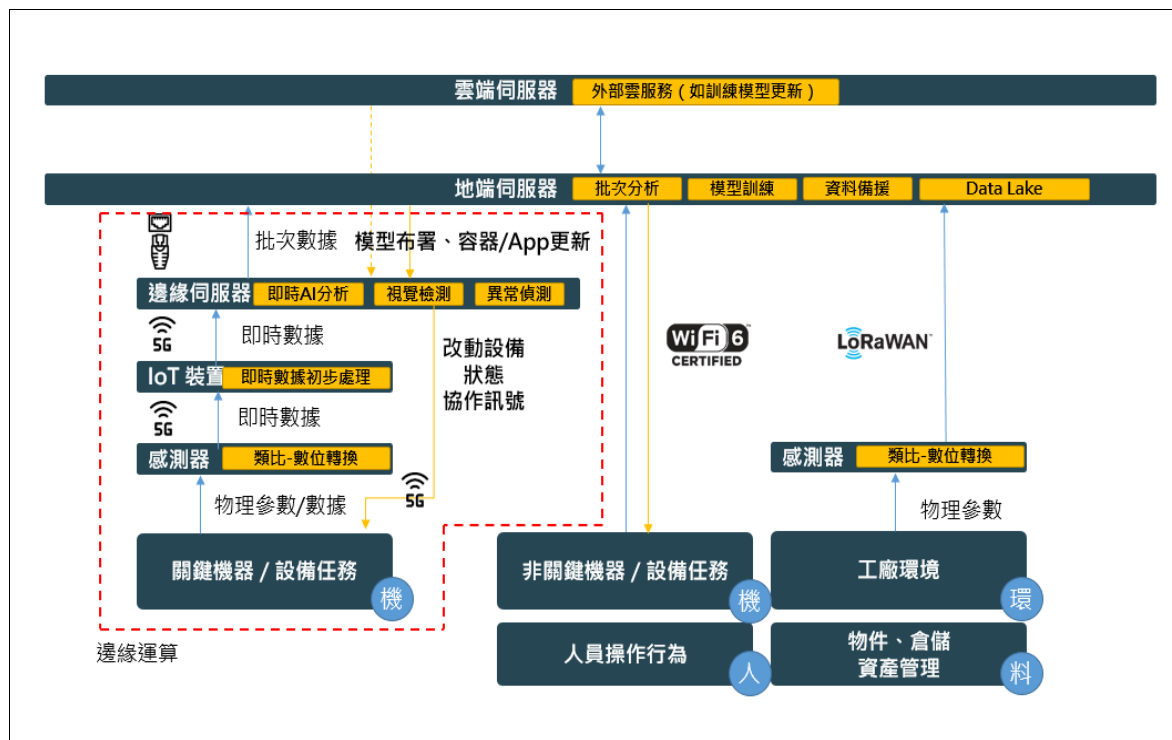 雲端伺服器
外部雲服務(如訓練模型更新)
地端伺服器
批次分析
模型訓練
資料備援
Data Lake
批次數據
模型布署、容器/App更新
邊緣伺服器
即時AI分析
視覺檢測
異常偵測
5G
即時數據
改動設備
狀態
協作訊號
WiFi 6™
CERTIFIED
LoRaWAN™
IoT 裝置
即時數據初步處理
5G
即時數據
感測器
類比-數位轉換
感測器
類比-數位轉換
物理參數/數據
5G
物理參數
關鍵機器 / 設備任務
機
非關鍵機器 / 設備任務
機
工廠環境
環
邊緣運算
人員操作行為
人
物件、倉儲
資產管理
料